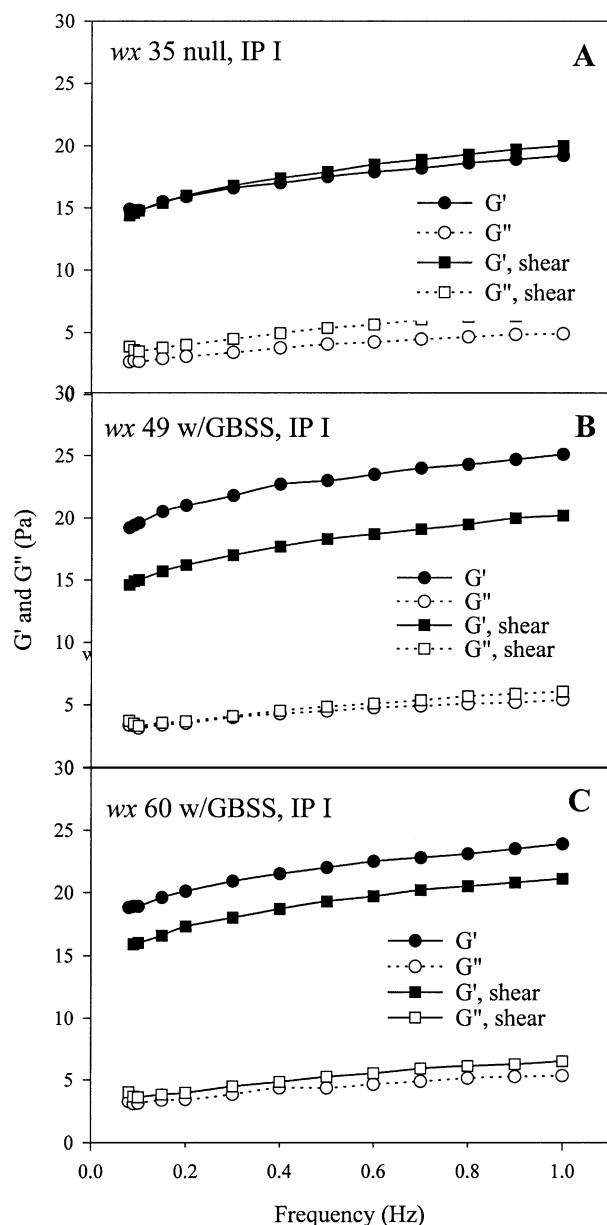 30
wx 35 null, IP I
A
25
20
15
G'
G"
G', shear
G", shear
10
5
30
0
wx 49 w/GBSS, IP I
B
25
20
15
G'
G"
G', shear
G", shear
10
w
5
30
wx 60 w/GBSS, IP I
C
25
20
15
G'
G"
G', shear
G", shear
10
5
0
G' and G" (Pa)
0.0 0.2 0.4 0.6 0.8 1.0
Frequency (Hz)